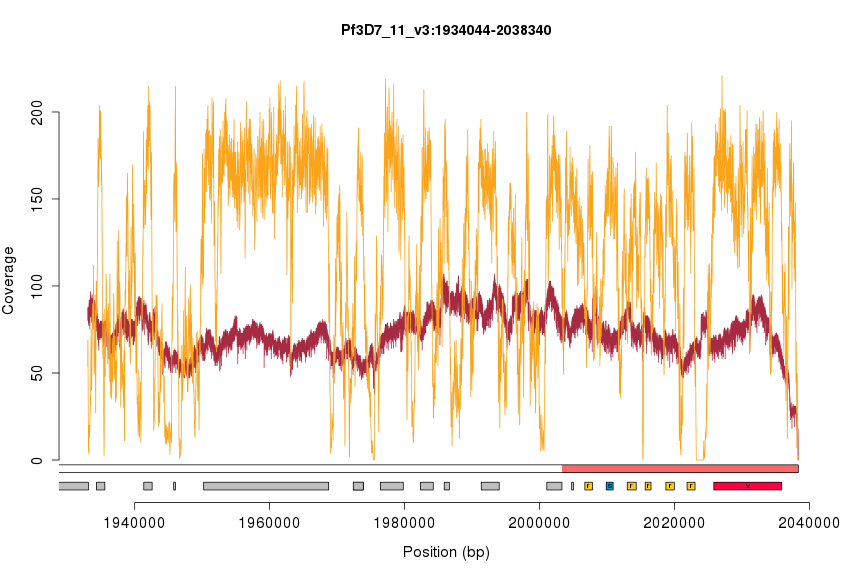 Pf3D7_11_v3:1934044-2038340
200
150
100
50
0
Coverage
r S r r r r v
1940000 1960000 1980000 2000000 2020000 2040000
Position (bp)